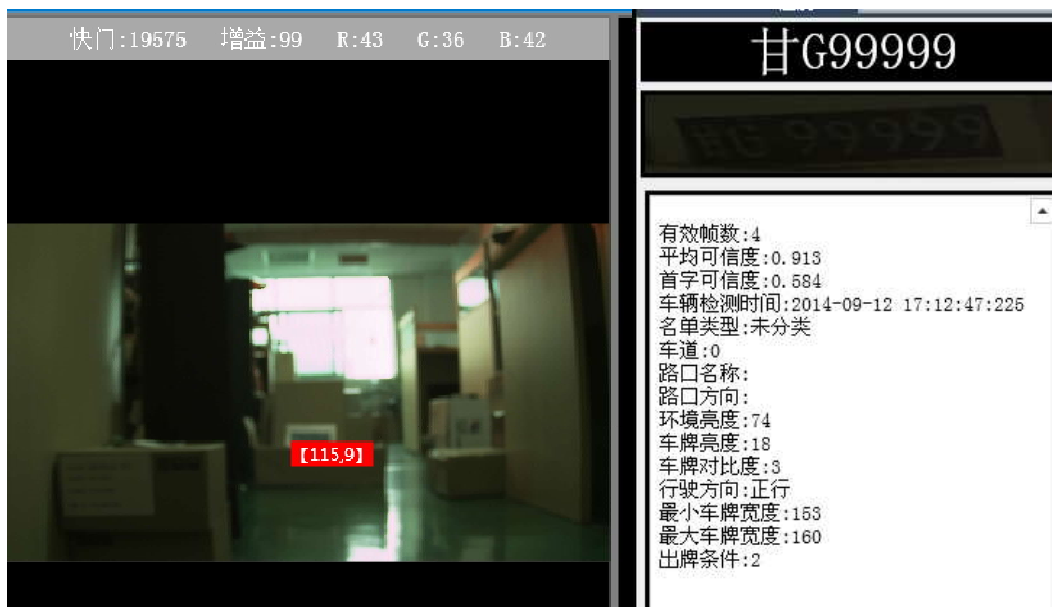 快门:19575 增益:99 R:43 G:36 B:42
【115,9】
甘G99999
甘G 99999
有效帧数:4
平均可信度:0.913
首字可信度:0.584
车辆检测时间:2014-09-12 17:12:47:225
名单类型:未分类
车道:0
路口名称:
路口方向:
环境亮度:74
车牌亮度:18
车牌对比度:3
行驶方向:正行
最小车牌宽度:153
最大车牌宽度:160
出牌条件:2